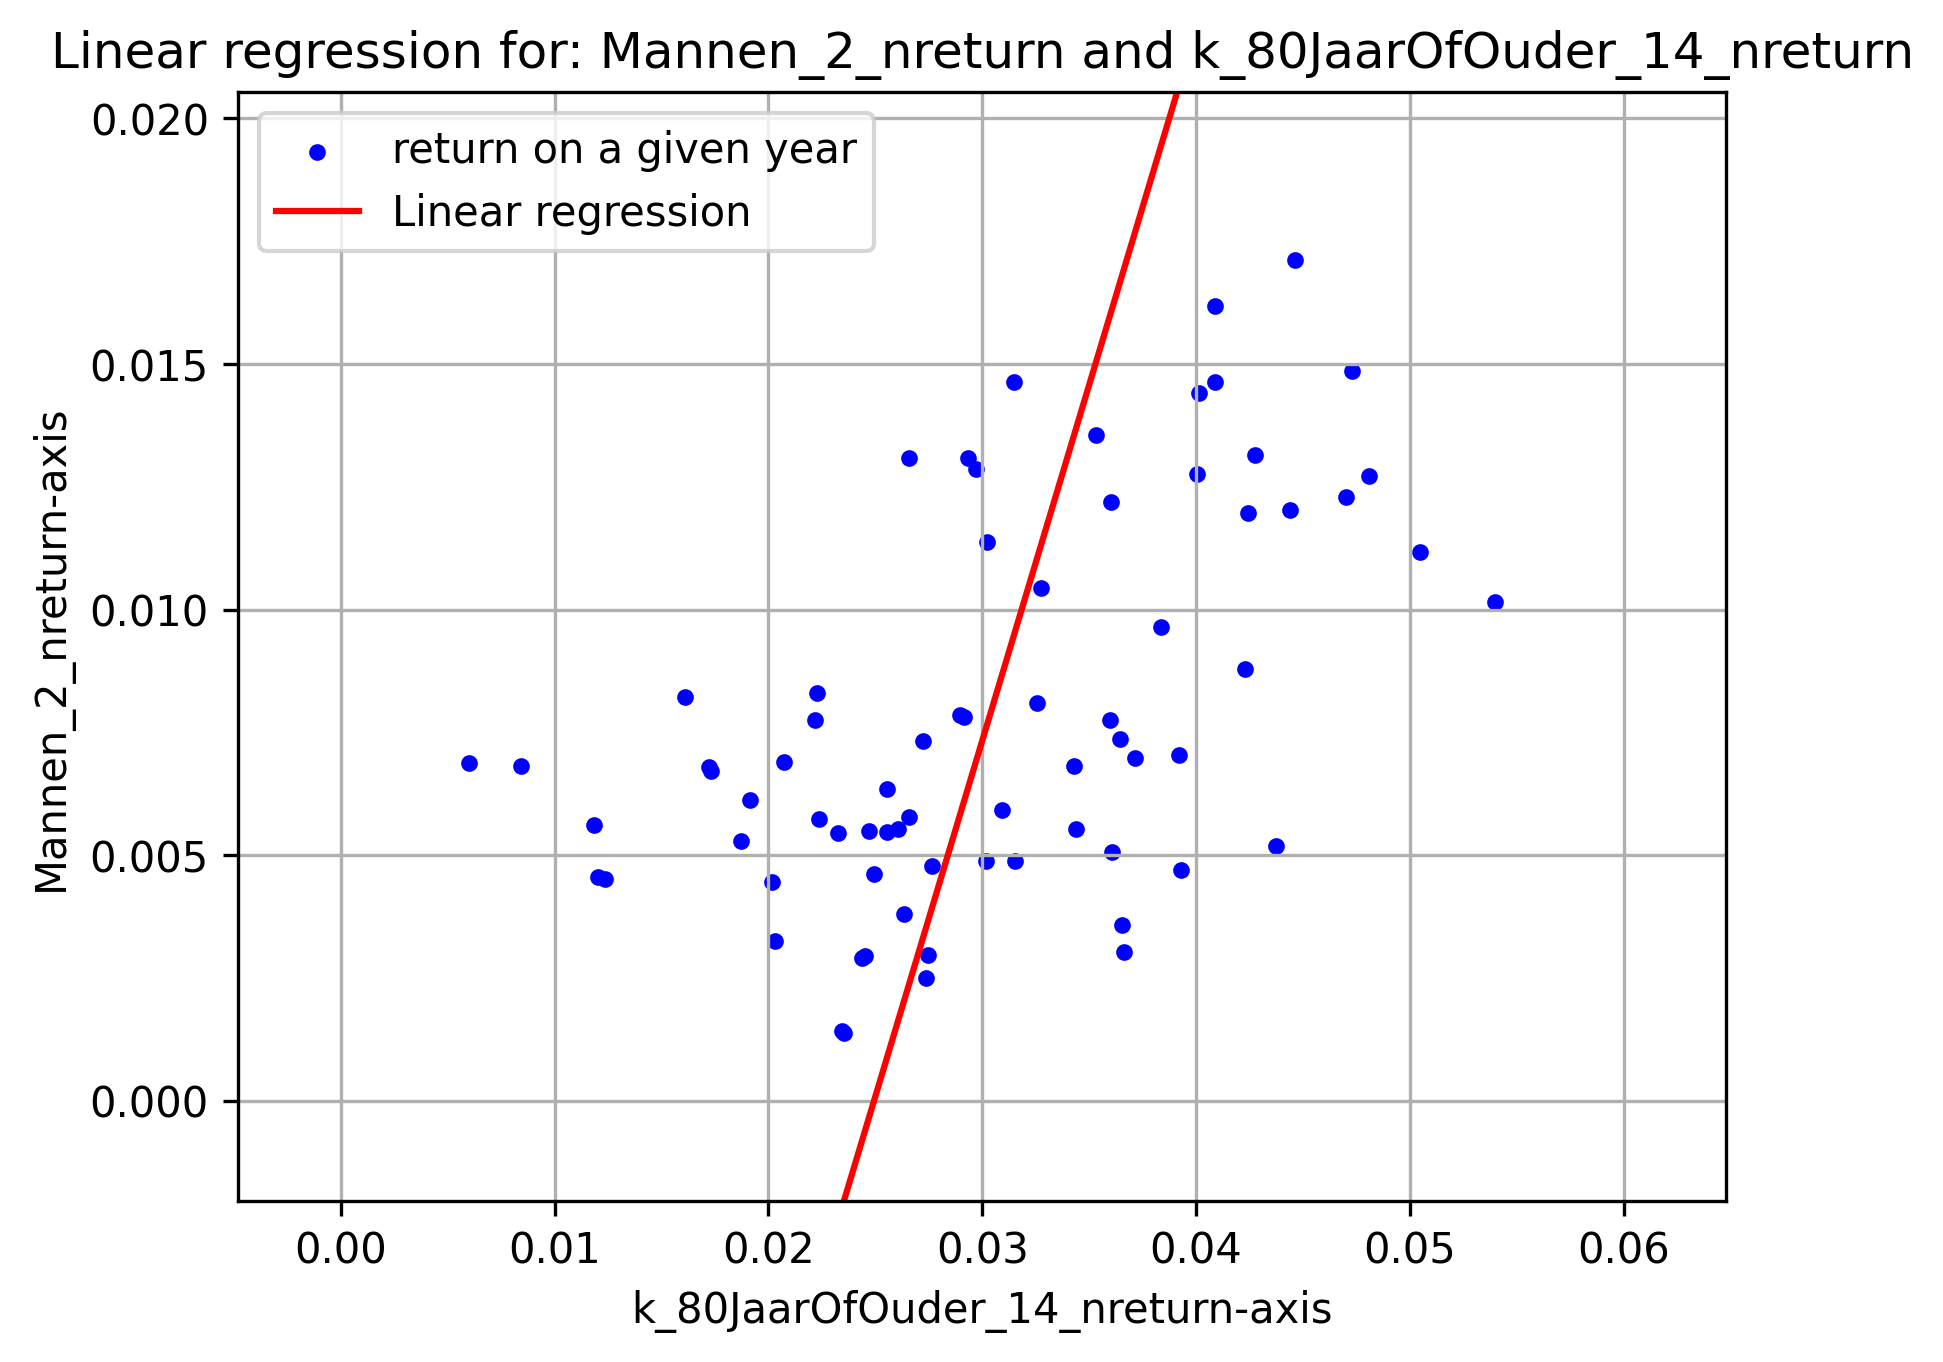 Linear regression for: Mannen_2_nreturn and k_80JaarOfOuder_14_nreturn
return on a given year
Linear regression
0.020
0.015
0.010
0.005
0.000
Mannen_2_nreturn-axis
0.00 0.01 0.02 0.03 0.04 0.05 0.06
k_80JaarOfOuder_14_nreturn-axis